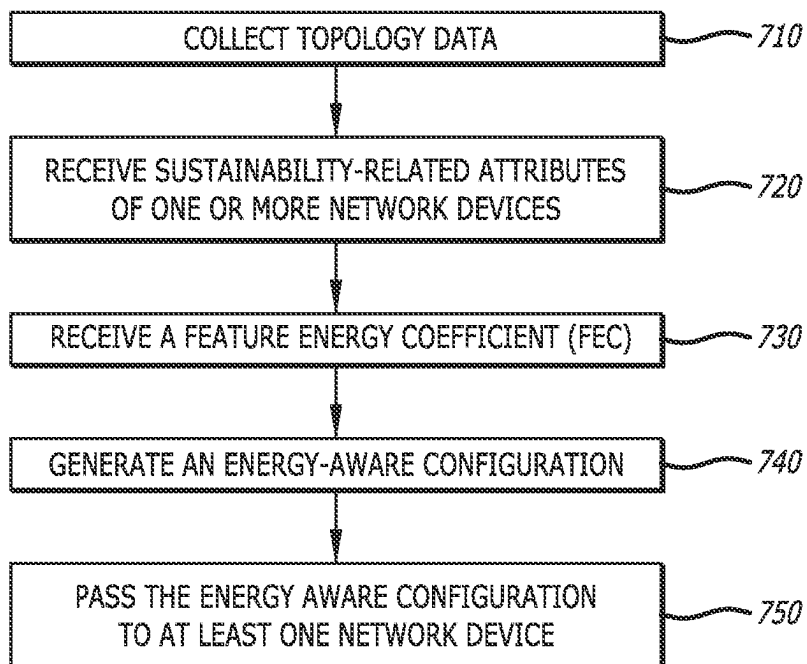 COLLECT TOPOLOGY DATA
710
RECEIVE SUSTAINABILITY-RELATED ATTRIBUTES
OF ONE OR MORE NETWORK DEVICES
720
RECEIVE A FEATURE ENERGY COEFFICIENT (FEC)
730
GENERATE AN ENERGY-AWARE CONFIGURATION
740
PASS THE ENERGY AWARE CONFIGURATION
TO AT LEAST ONE NETWORK DEVICE
750